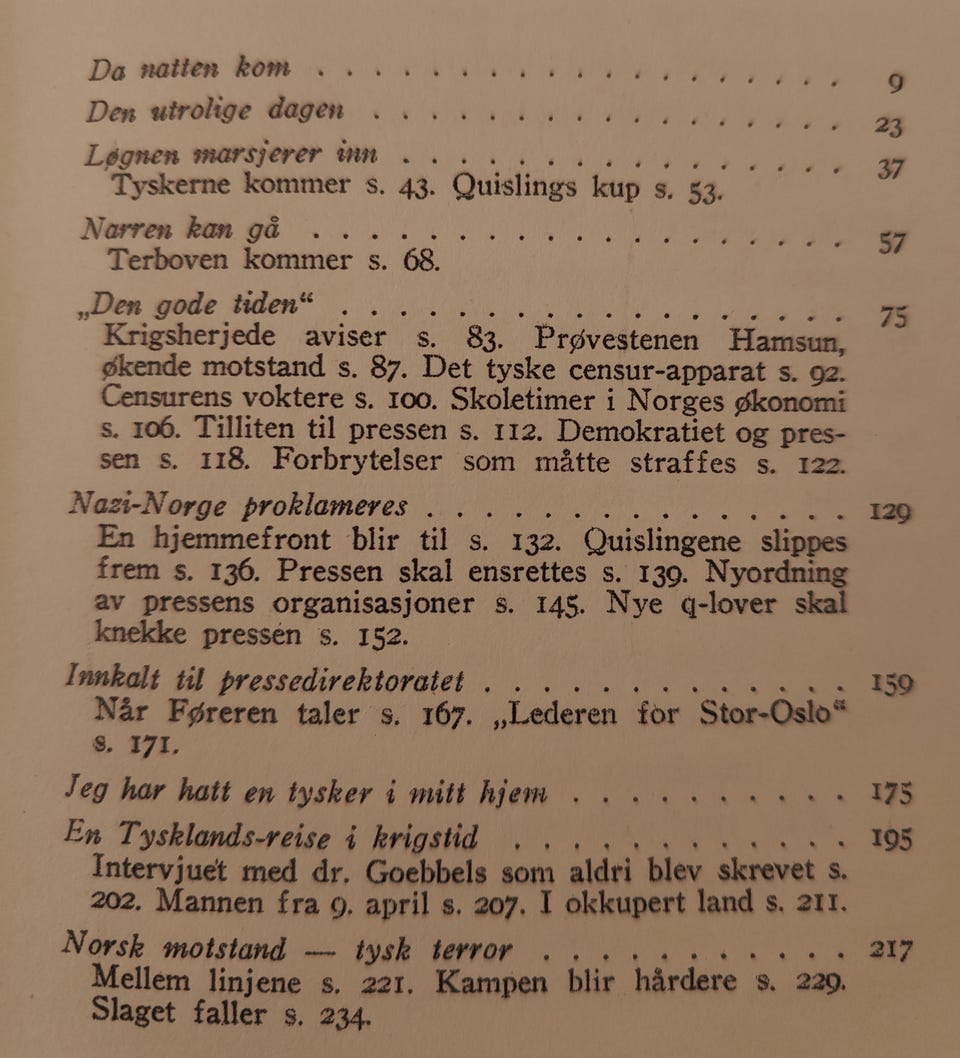 Da natten kom . . . . . . . . . . . . . . . . . . . 9
Den utrolige dagen . . . . . . . . . . . . . . . . . 23
Løgnen marsjerer inn . . . . . . . . . . . . . . . . 37
Tyskerne kommer s. 43. Quislings kup s. 53.
Narren kan gå . . . . . . . . . . . . . . . . . . . 57
Terboven kommer s. 68.
„Den gode tiden“ . . . . . . . . . . . . . . . . . . 75
Krigsherjede aviser s. 83. Prøvestenen Hamsun,
økende motstand s. 87. Det tyske censur-apparat s. 92.
Censurens voktere s. 100. Skoletimer i Norges økonomi
s. 106. Tilliten til pressen s. 112. Demokratiet og pres-
sen s. 118. Forbrytelser som måtte straffes s. 122.
Nazi-Norge proklameres . . . . . . . . . . . . . . . 129
En hjemmefront blir til s. 132. Quislingene slippes
frem s. 136. Pressen skal ensrettes s. 139. Nyordning
av pressens organisasjoner s. 145. Nye q-lover skal
knekke pressen s. 152.
Innkalt til pressedirektoratet . . . . . . . . . . . . . 159
Når Føreren taler s. 167. „Lederen for Stor-Oslo“
s. 171.
Jeg har hatt en tysker i mitt hjem . . . . . . . . . . 175
En Tysklands-reise i krigstid . . . . . . . . . . . . 195
Intervjuet med dr. Goebbels som aldri blev skrevet s.
202. Mannen fra 9. april s. 207. I okkupert land s. 211.
Norsk motstand — tysk terror . . . . . . . . . . . 217
Mellem linjene s. 221. Kampen blir hårdere s. 229.
Slaget faller s. 234.